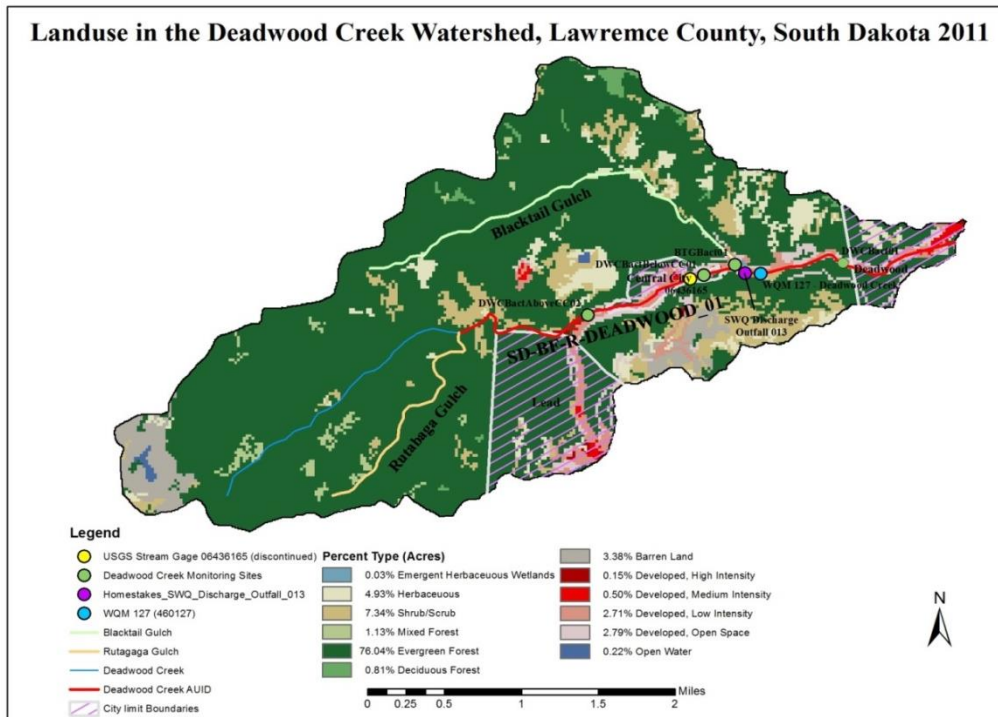 Landuse in the Deadwood Creek Watershed, Lawremce County, South Dakota 2011
Blacktail Gulch
BTGBact01
DWCBact01
DWCBartBelowCC01
Central City
Deadwood
06436165
WQM 127
Deadwood Creek
DWCBartAboveCC02
SWQ Discharge
Outfall 013
SD-BF-R-DEADWOOD_01
Rutabaga Gulch
Lead
Legend
USGS Stream Gage 06436165 (discontinued)
Deadwood Creek Monitoring Sites
Homestakes_SWQ_Discharge_Outfall_013
WQM 127 (460127)
Blacktail Gulch
Rutagaga Gulch
Deadwood Creek
Deadwood Creek AUID
City limit Boundaries
Percent Type (Acres)
0.03% Emergent Herbaceuous Wetlands
4.93% Herbaceuous
7.34% Shrub/Scrub
1.13% Mixed Forest
76.04% Evergreen Forest
0.81% Deciduous Forest
3.38% Barren Land
0.15% Developed, High Intensity
0.50% Developed, Medium Intensity
2.71% Developed, Low Intensity
2.79% Developed, Open Space
0.22% Open Water
N
Miles
0 0.25 0.5 1 1.5 2